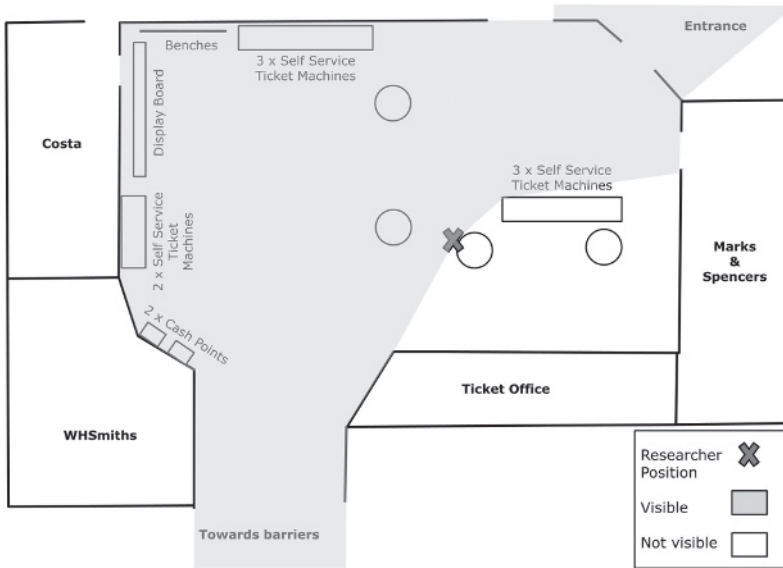 Entrance
Benches
3 x Self Service
Ticket Machines
Display Board
Costa
3 x Self Service
Ticket Machines
2 x Self Service
Ticket
Machines
Marks
&
Spencers
2 x Cash Points
Ticket Office
WHSmiths
Researcher
Position
Visible
Not visible
Towards barriers